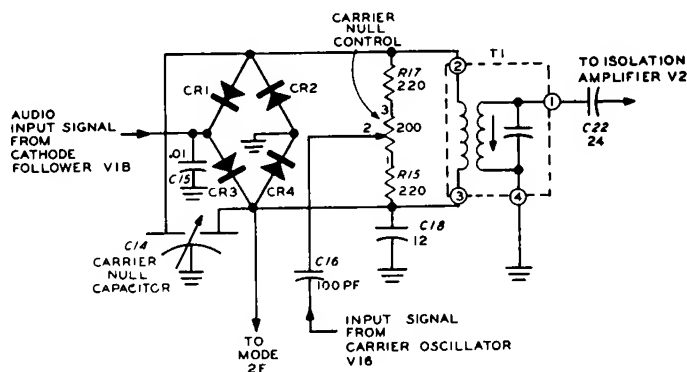 CARRIER
NULL
CONTROL
T1
CR1
CR2
R17
220
2
TO ISOLATION
AMPLIFIER V2
3
1
AUDIO
INPUT SIGNAL
FROM
CATHODE
FOLLOWER V1B
2
200
C22
24
.01
C15
CR3
CR4
1
R15
220
3
4
C14
CARRIER
NULL
CAPACITOR
C18
12
C16
100 PF
TO
MODE
2F
INPUT SIGNAL
FROM
CARRIER OSCILLATOR
V16